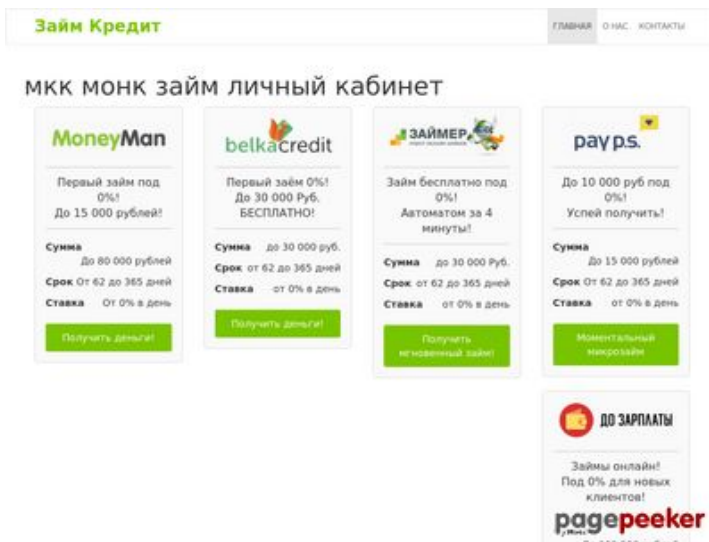 Займ Кредит
ГЛАВНАЯ О НАС КОНТАКТЫ
мкк монк займ личный кабинет
MoneyMan
Первый займ под
0%!
До 15 000 рублей!
Сумма
До 80 000 рублей
Срок От 62 до 365 дней
Ставка От 0% в день
Получить деньги!
belkacredit
Первый заём 0%!
До 30 000 Руб.
БЕСПЛАТНО!
Сумма до 30 000 руб.
Срок от 62 до 365 дней
Ставка от 0% в день
Получить деньги!
ЗАЙМЕР
Займ бесплатно под
0%!
Автоматом за 4
минуты!
Сумма до 30 000 Руб.
Срок от 62 до 365 дней
Ставка от 0% в день
Получить
мгновенный займ!
pay p.s.
До 10 000 руб под
0%!
Успей получить!
Сумма
До 15 000 рублей
Срок От 62 до 365 дней
Ставка от 0% в день
Моментальный
микрозайм
ДО ЗАРПЛАТЫ
Займы онлайн!
Под 0% для новых
клиентов!
pagepeeker